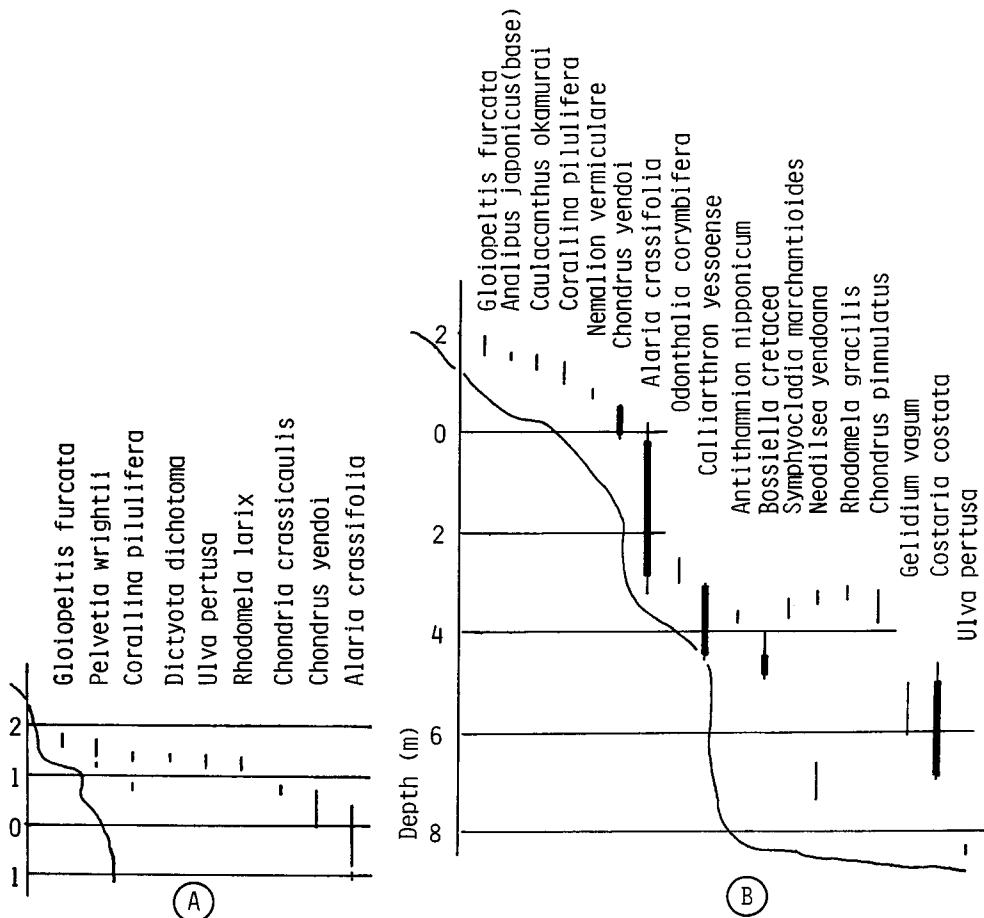 Gloiopeltis furcata
Pelvetia wrightii
Corallina pilulifera
Dictyota dichotoma
Ulva pertusa
Rhodomela larix
Chondria crassicaulis
Chondrus yendoi
Alaria crassifolia
2
1
0
1
A
Gloiopeltis furcata
Analipus japonicus(base)
Caulacanthus okamurai
Corallina pilulifera
Nemalion vermiculare
Chondrus yendoi
Alaria crassifolia
Odonthalia corymbifera
Calliarthron yessoense
Antithamnion nipponicum
Bossiella cretacea
Symphyocladia marchantioides
Neodilsea yendoana
Rhodomela gracilis
Chondrus pinnulatus
Gelidium vagum
Costaria costata
Ulva pertusa
Depth (m)
2
0
2
4
6
8
B